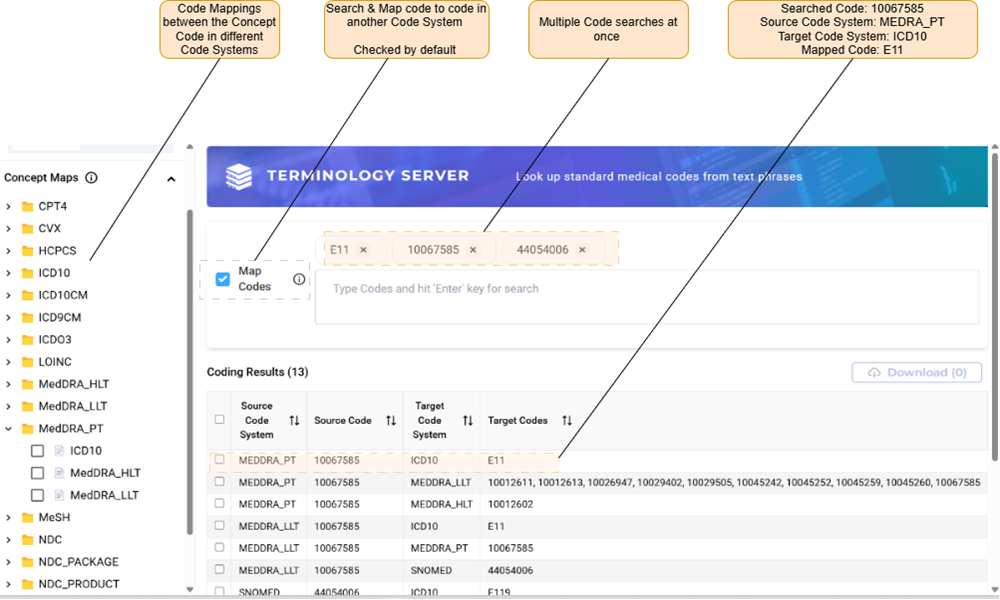 Code Mappings
between the Concept
Code in different
Code Systems
Search & Map code to code in
another Code System
Checked by default
Multiple Code searches at
once
Searched Code: 10067585
Source Code System: MEDRA_PT
Target Code System: ICD10
Mapped Code: E11
Concept Maps
CPT4
CVX
HCPCS
ICD10
ICD10CM
ICD9CM
ICDO3
LOINC
MedDRA_HLT
MedDRA_LLT
MedDRA_PT
ICD10
MedDRA_HLT
MedDRA_LLT
MeSH
NDC
NDC_PACKAGE
NDC_PRODUCT
TERMINOLOGY SERVER
Look up standard medical codes from text phrases
E11 × 10067585 × 44054006 ×
Map
Codes
Type Codes and hit 'Enter' key for search
Coding Results (13)
Download (0)
Source
Code
System
Source Code
Target
Code
System
Target Codes
MEDDRA_PT 10067585 ICD10 E11
MEDDRA_PT 10067585 MEDDRA_LLT 10012611, 10012613, 10026947, 10029402, 10029505, 10045242, 10045252, 10045259, 10045260, 10067585
MEDDRA_PT 10067585 MEDDRA_HLT 10012602
MEDDRA_LLT 10067585 ICD10 E11
MEDDRA_LLT 10067585 MEDDRA_PT 10067585
MEDDRA_LLT 10067585 SNOMED 44054006
SNOMED 44054006 ICD10 E119